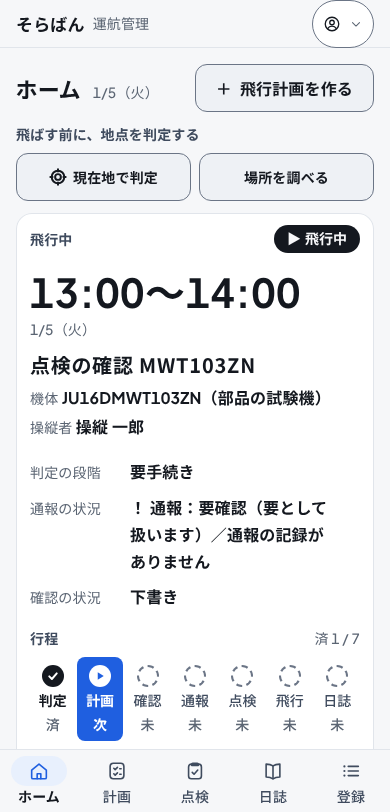 そらばん 運航管理
ホーム 1/5（火）
＋ 飛行計画を作る
飛ばす前に、地点を判定する
現在地で判定 場所を調べる
飛行中 ▶ 飛行中
13:00〜14:00
1/5（火）
点検の確認 MWT103ZN
機体 JU16DMWT103ZN（部品の試験機）
操縦者 操縦 一郎
判定の段階 要手続き
通報の状況 ！ 通報：要確認（要として
扱います）／通報の記録が
ありません
確認の状況 下書き
行程 済 1 / 7
判定 計画 確認 通報 点検 飛行 日誌
済 次 未 未 未 未 未
ホーム 計画 点検 日誌 登録